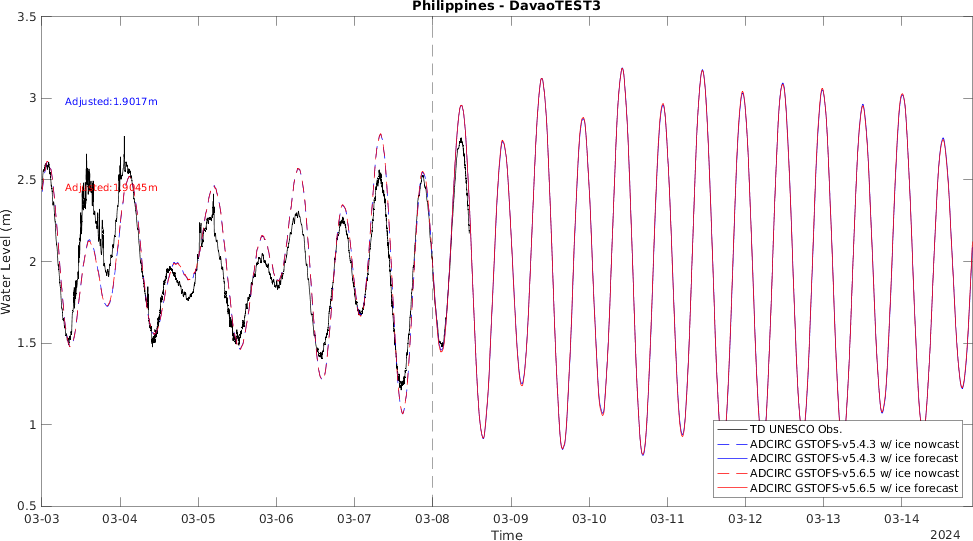 Philippines - DavaoTEST3
3.5
3
2.5
2
1.5
1
0.5
Water Level (m)
Adjusted:1.9017m
Adjusted:1.9045m
TD UNESCO Obs.
ADCIRC GSTOFS-v5.4.3 w/ ice nowcast
ADCIRC GSTOFS-v5.4.3 w/ ice forecast
ADCIRC GSTOFS-v5.6.5 w/ ice nowcast
ADCIRC GSTOFS-v5.6.5 w/ ice forecast
03-03 03-04 03-05 03-06 03-07 03-08 03-09 03-10 03-11 03-12 03-13 03-14
Time
2024